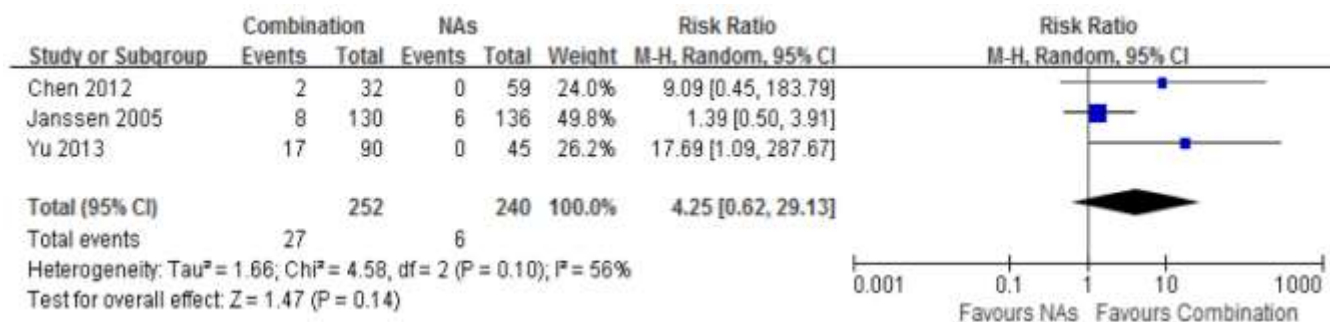 Combination NAs Risk Ratio Risk Ratio
Study or Subgroup Events Total Events Total Weight M-H, Random, 95% CI M-H, Random, 95% CI
Chen 2012 2 32 0 59 24.0% 9.09 [0.45, 183.79]
Janssen 2005 8 130 6 136 49.8% 1.39 [0.50, 3.91]
Yu 2013 17 90 0 45 26.2% 17.69 [1.09, 287.67]
Total (95% CI) 252 240 100.0% 4.25 [0.62, 29.13]
Total events 27 6
Heterogeneity: Tau² = 1.66; Chi² = 4.58, df = 2 (P = 0.10); I² = 56%
Test for overall effect: Z = 1.47 (P = 0.14)
0.001 0.1 1 10 1000
Favours NAs Favours Combination